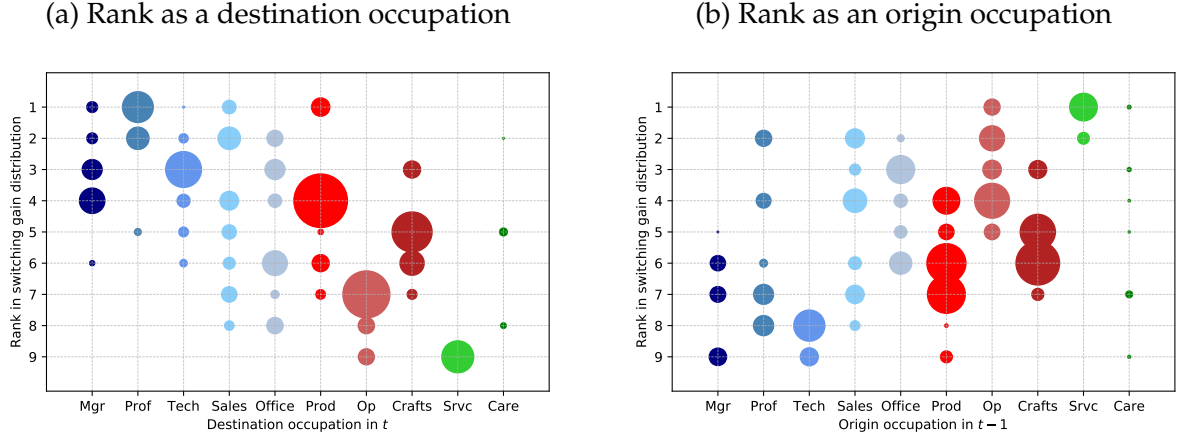 (a) Rank as a destination occupation
Rank in switching gain distribution
1
2
3
4
5
6
7
8
9
Mgr Prof Tech Sales Office Prod Op Crafts Srvc Care
Destination occupation in t
(b) Rank as an origin occupation
Rank in switching gain distribution
1
2
3
4
5
6
7
8
9
Mgr Prof Tech Sales Office Prod Op Crafts Srvc Care
Origin occupation in t − 1